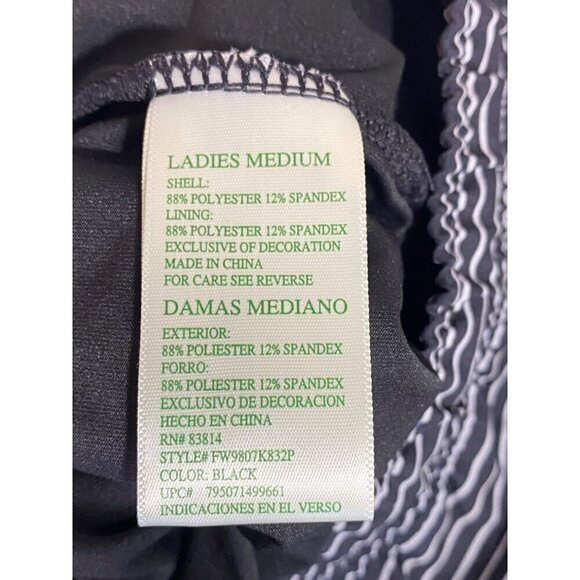 LADIES MEDIUM
SHELL:
88% POLYESTER 12% SPANDEX
LINING:
88% POLYESTER 12% SPANDEX
EXCLUSIVE OF DECORATION
MADE IN CHINA
FOR CARE SEE REVERSE
DAMAS MEDIANO
EXTERIOR:
88% POLIESTER 12% SPANDEX
FORRO:
88% POLIESTER 12% SPANDEX
EXCLUSIVO DE DECORACION
HECHO EN CHINA
RN# 83814
STYLE# FW9807K832P
COLOR: BLACK
UPC# 795071499661
INDICACIONES EN EL VERSO